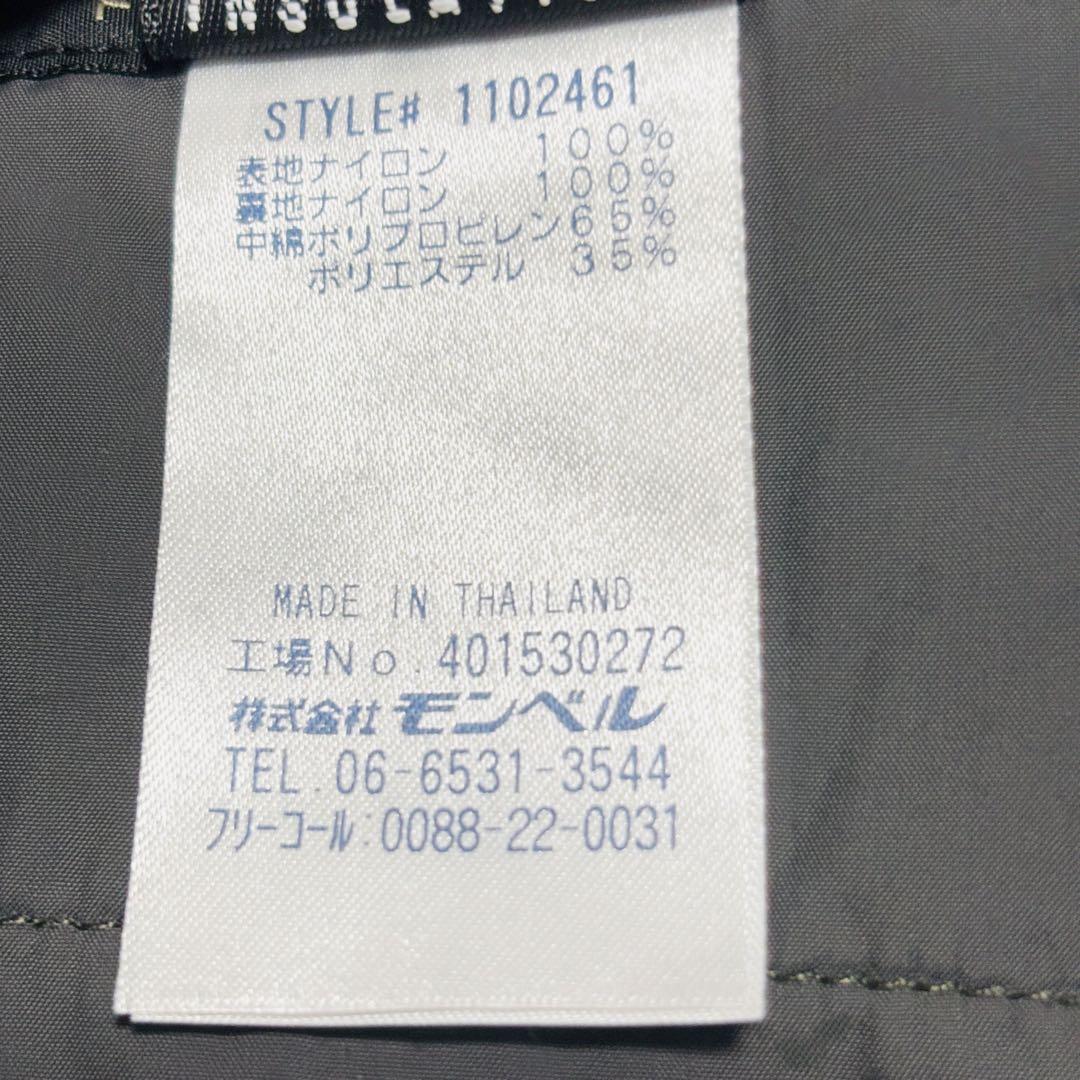 STYLE# 1102461
表地ナイロン 100%
裏地ナイロン 100%
中綿ポリプロピレン65%
ポリエステル 35%
MADE IN THAILAND
工場No.401530272
株式会社モンベル
TEL.06-6531-3544
フリーコール:0088-22-0031